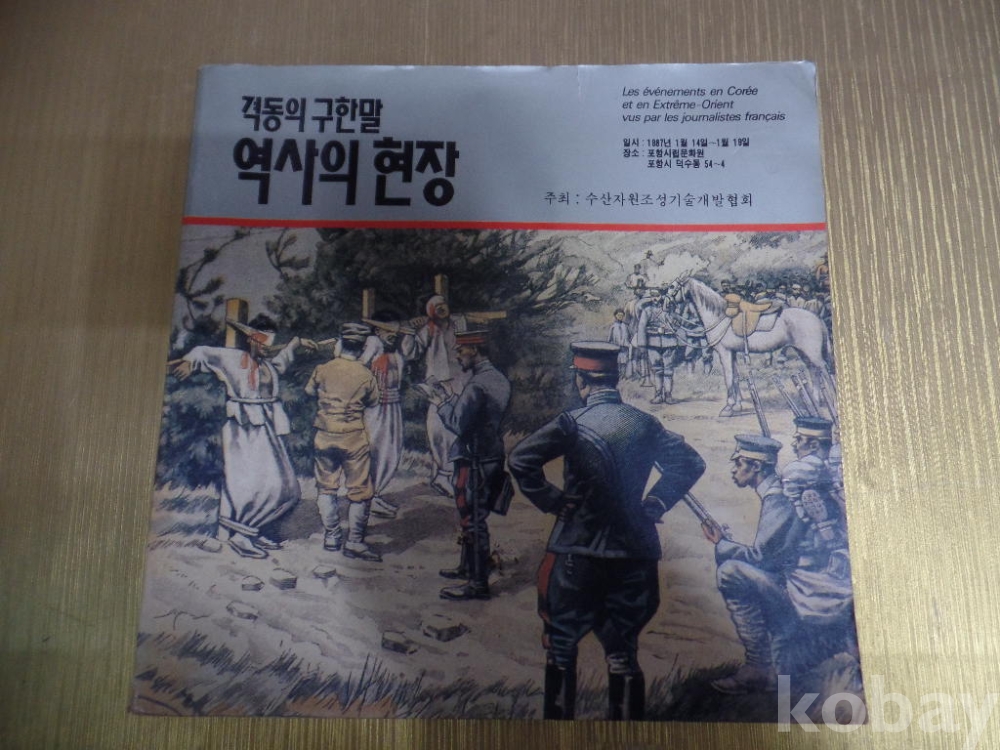 격동의 구한말
역사의 현장
Les événements en Corée
et en Extrême-Orient
vus par les journalistes français
일시 : 1987년 1월 14일~1월 19일
장소 : 포항시립문화원
포항시 덕수동 54~4
주최 : 수산자원조성기술개발협회
kobay